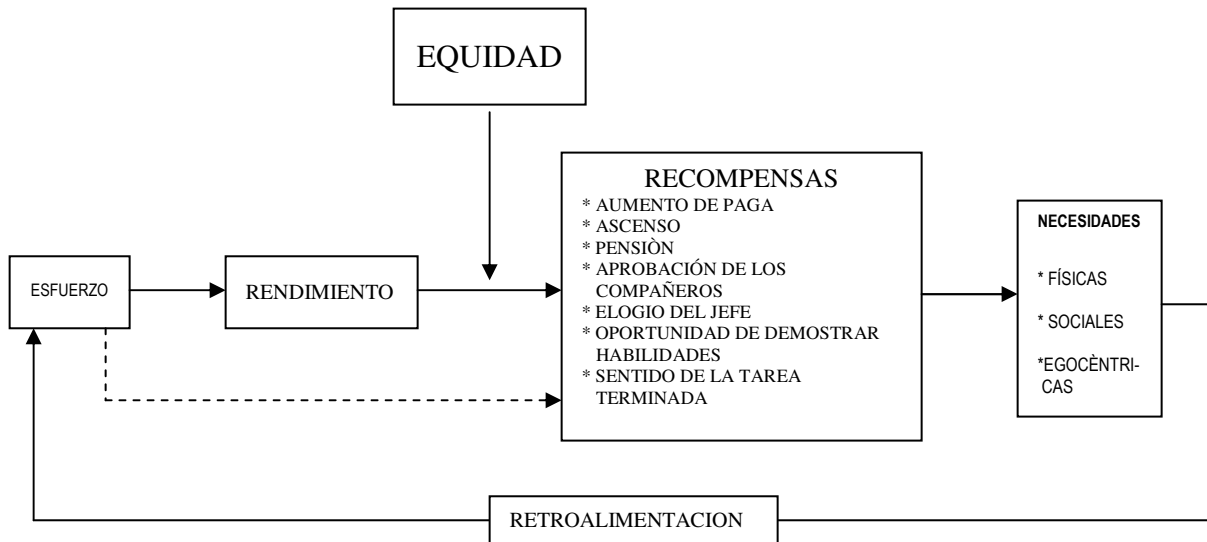 EQUIDAD
RECOMPENSAS
* AUMENTO DE PAGA
* ASCENSO
* PENSIÒN
* APROBACIÓN DE LOS
COMPAÑEROS
* ELOGIO DEL JEFE
* OPORTUNIDAD DE DEMOSTRAR
HABILIDADES
* SENTIDO DE LA TAREA
TERMINADA
NECESIDADES
* FÍSICAS
* SOCIALES
*EGOCÈNTRI-
CAS
ESFUERZO
RENDIMIENTO
RETROALIMENTACION